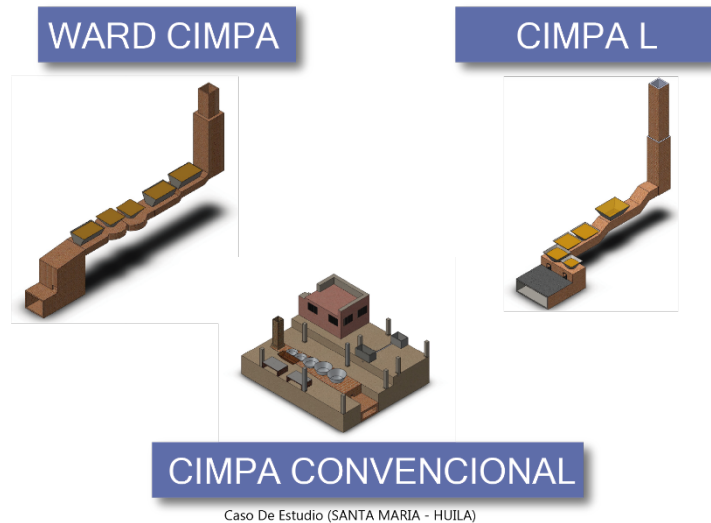 WARD CIMPA
CIMPA L
CIMPA CONVENCIONAL
Caso De Estudio (SANTA MARIA - HUILA)